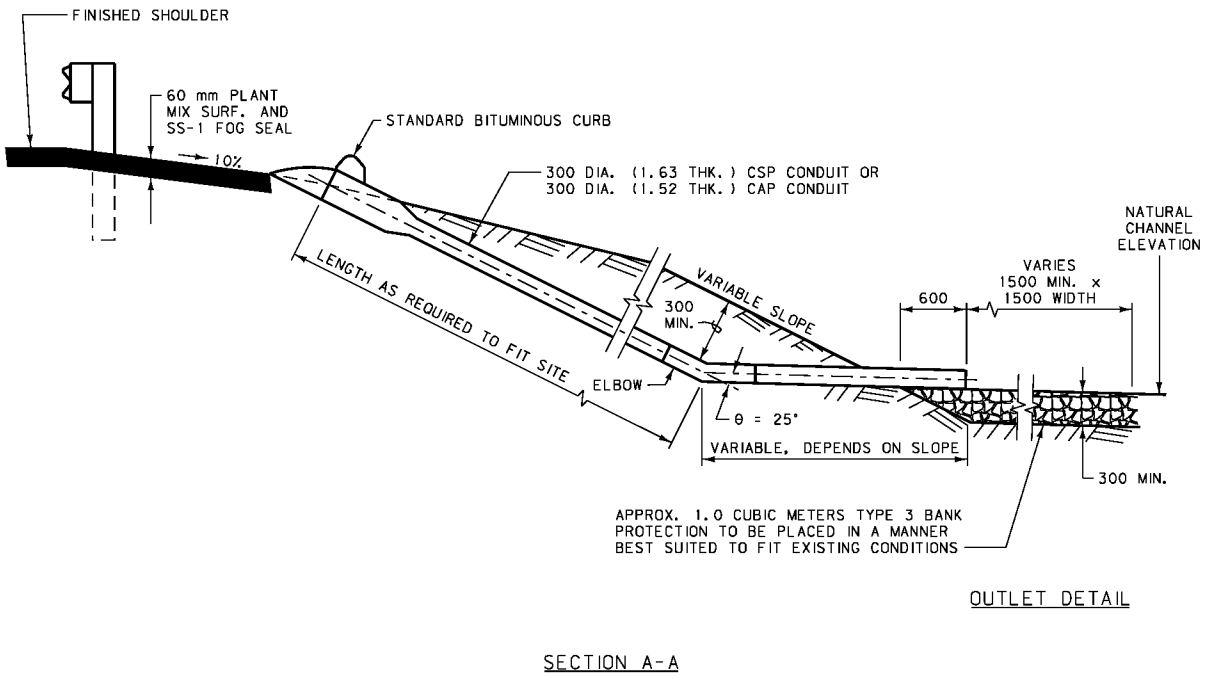 FINISHED SHOULDER
60 mm PLANT
MIX SURF. AND
SS-1 FOG SEAL
10%
STANDARD BITUMINOUS CURB
300 DIA. (1.63 THK.) CSP CONDUIT OR
300 DIA. (1.52 THK.) CAP CONDUIT
NATURAL
CHANNEL
ELEVATION
VARIES
1500 MIN. x
1500 WIDTH
600
VARIABLE SLOPE
300
MIN.
LENGTH AS REQUIRED TO FIT SITE
ELBOW
θ = 25°
VARIABLE, DEPENDS ON SLOPE
300 MIN.
APPROX. 1.0 CUBIC METERS TYPE 3 BANK
PROTECTION TO BE PLACED IN A MANNER
BEST SUITED TO FIT EXISTING CONDITIONS
OUTLET DETAIL
SECTION A-A